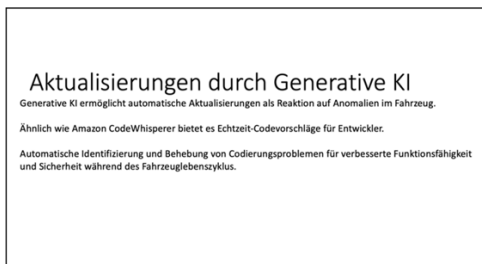 Aktualisierungen durch Generative KI
Generative KI ermöglicht automatische Aktualisierungen als Reaktion auf Anomalien im Fahrzeug.
Ähnlich wie Amazon CodeWhisperer bietet es Echtzeit-Codevorschläge für Entwickler.
Automatische Identifizierung und Behebung von Codierungsproblemen für verbesserte Funktionsfähigkeit
und Sicherheit während des Fahrzeuglebenszyklus.